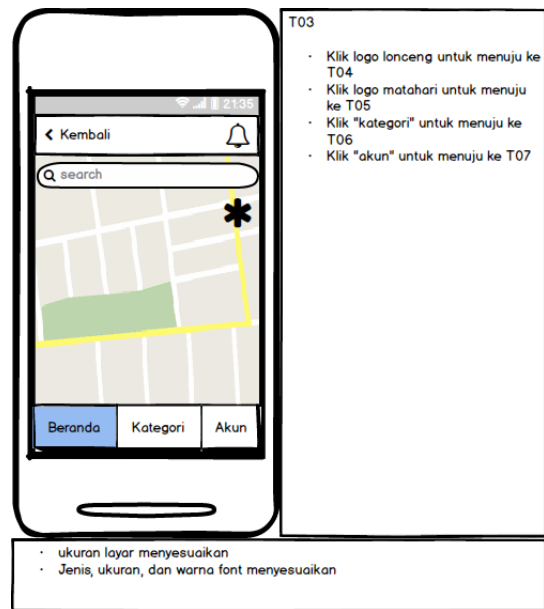 T03
· Klik logo lonceng untuk menuju ke
T04
· Klik logo matahari untuk menuju
ke T05
· Klik "kategori" untuk menuju ke
T06
· Klik "akun" untuk menuju ke T07
21:35
Kembali
search
Beranda
Kategori
Akun
· ukuran layar menyesuaikan
· Jenis, ukuran, dan warna font menyesuaikan